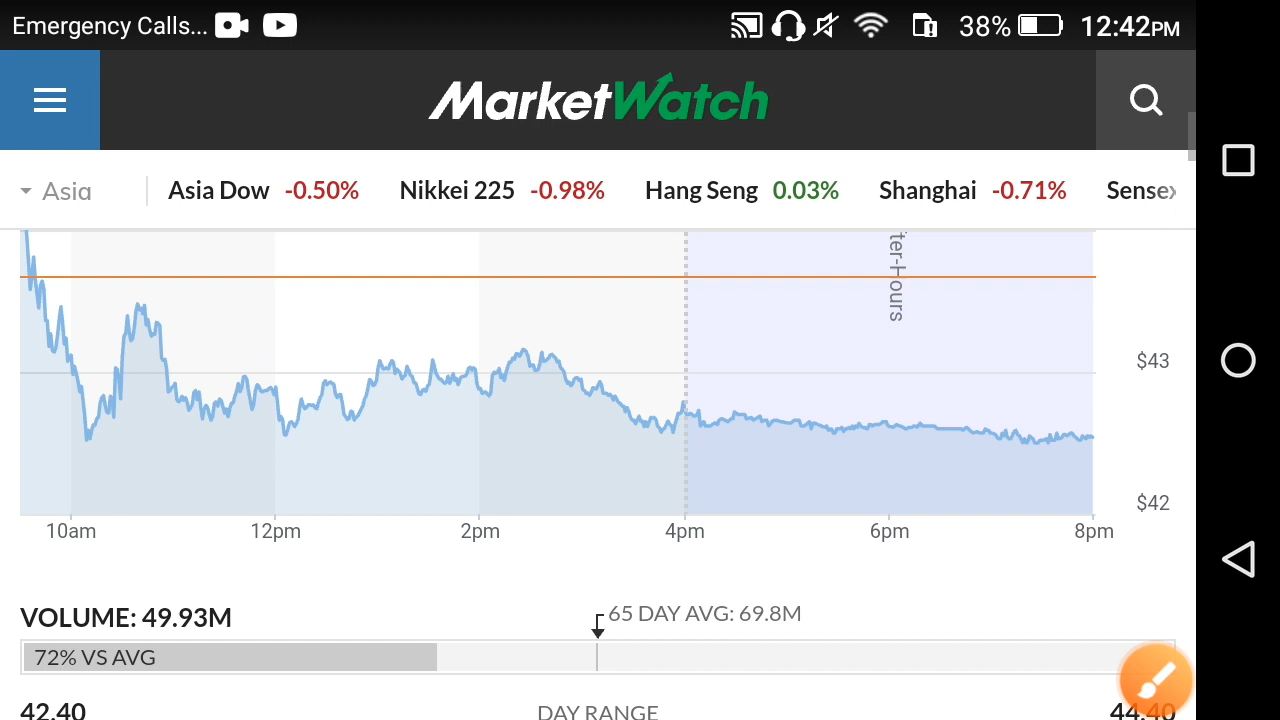 Emergency Calls... 38% 12:42PM
MarketWatch
Asia Asia Dow -0.50% Nikkei 225 -0.98% Hang Seng 0.03% Shanghai -0.71% Sensex
ter-Hours
$43
$42
10am 12pm 2pm 4pm 6pm 8pm
VOLUME: 49.93M 65 DAY AVG: 69.8M
72% VS AVG
42.40 DAY RANGE 44.40